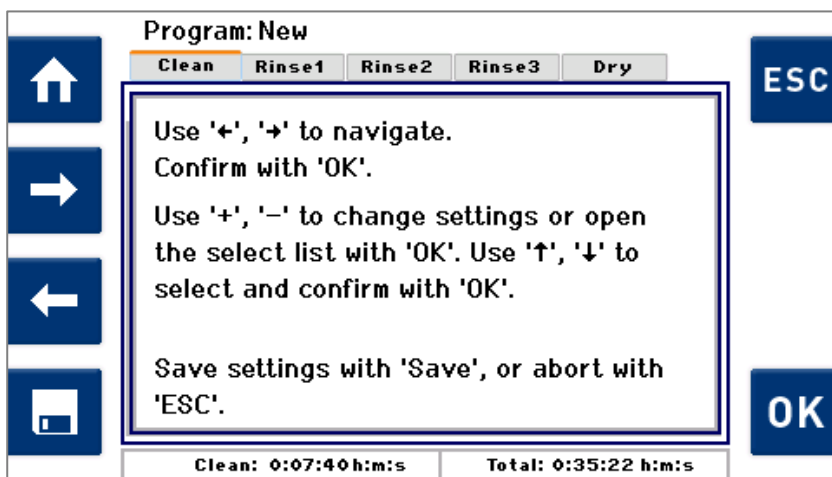 Program: New
Clean Rinse1 Rinse2 Rinse3 Dry
ESC
Use '←', '→' to navigate.
Confirm with 'OK'.
Use '+', '−' to change settings or open
the select list with 'OK'. Use '↑', '↓' to
select and confirm with 'OK'.
Save settings with 'Save', or abort with
'ESC'.
OK
Clean: 0:07:40h:m:s Total: 0:35:22 h:m:s